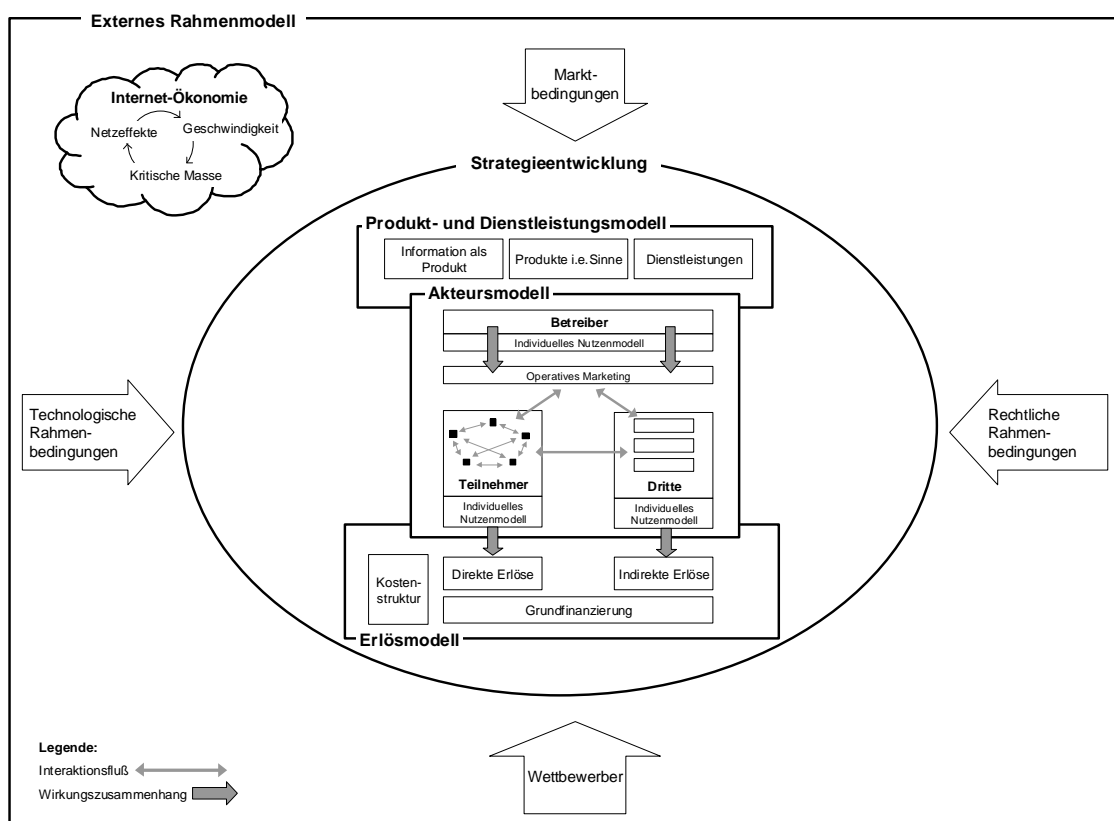 Externes Rahmenmodell
Internet-Ökonomie
Netzeffekte
Geschwindigkeit
Kritische Masse
Markt-
bedingungen
Strategieentwicklung
Produkt- und Dienstleistungsmodell
Information als
Produkt
Produkte i.e.Sinne
Dienstleistungen
Akteursmodell
Betreiber
Individuelles Nutzenmodell
Operatives Marketing
Technologische
Rahmen-
bedingungen
Rechtliche
Rahmen-
bedingungen
Teilnehmer
Individuelles
Nutzenmodell
Dritte
Individuelles
Nutzenmodell
Kosten-
struktur
Direkte Erlöse
Indirekte Erlöse
Grundfinanzierung
Erlösmodell
Wettbewerber
Legende:
Interaktionsfluß
Wirkungszusammenhang